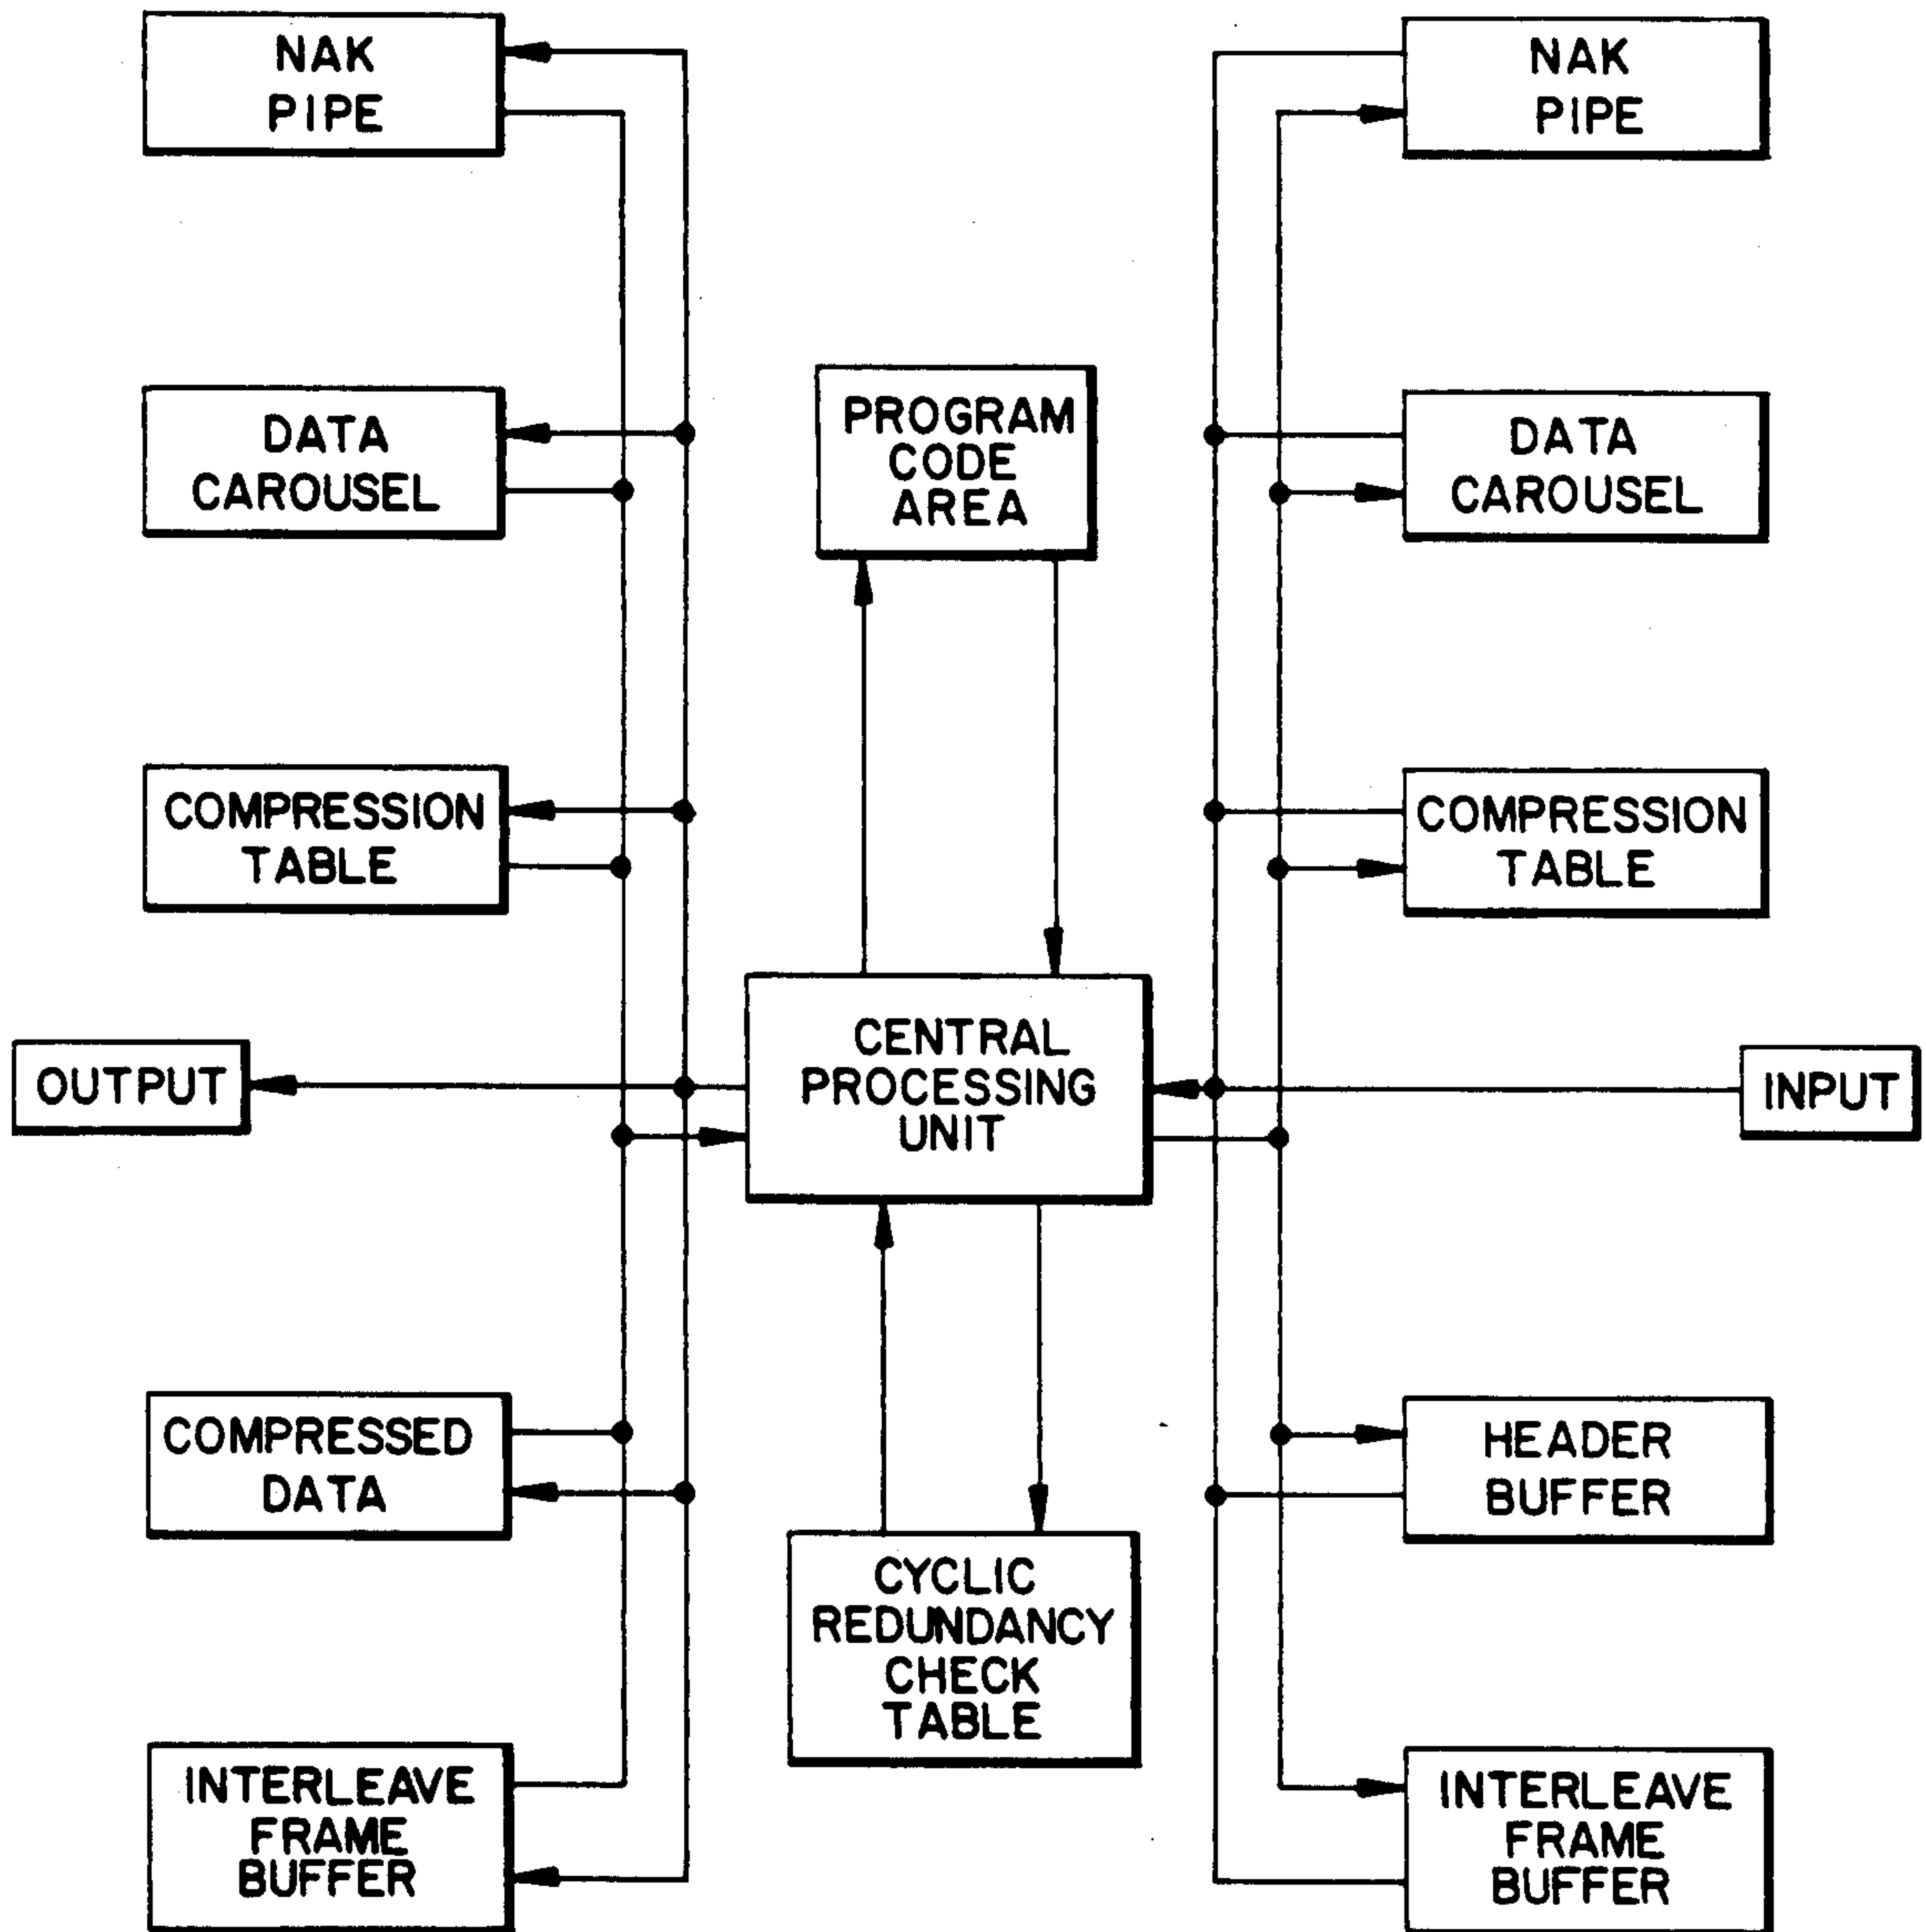 NAK
PIPE
NAK
PIPE
DATA
CAROUSEL
PROGRAM
CODE
AREA
DATA
CAROUSEL
COMPRESSION
TABLE
COMPRESSION
TABLE
OUTPUT
CENTRAL
PROCESSING
UNIT
INPUT
COMPRESSED
DATA
HEADER
BUFFER
CYCLIC
REDUNDANCY
CHECK
TABLE
INTERLEAVE
FRAME
BUFFER
INTERLEAVE
FRAME
BUFFER